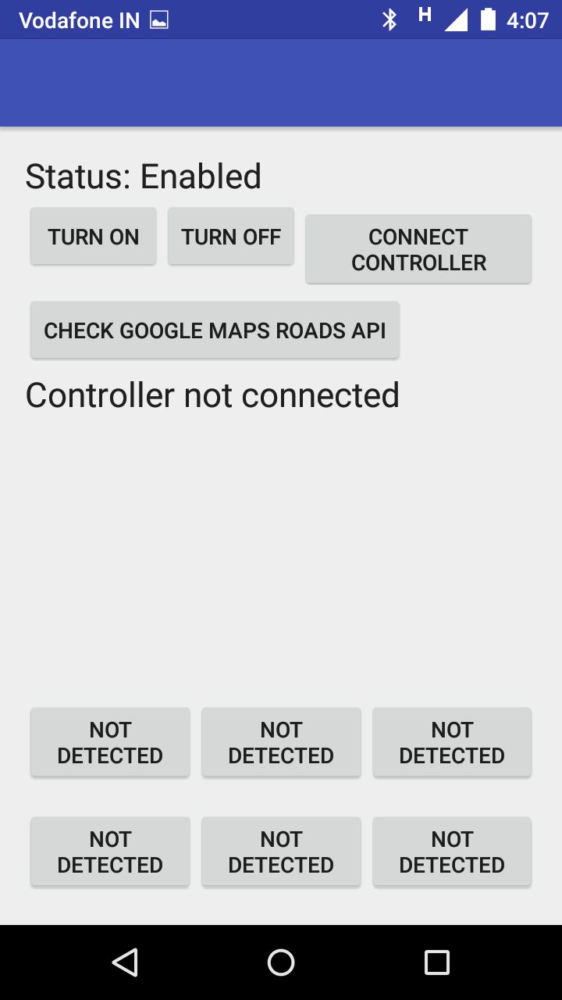 Vodafone IN H 4:07
Status: Enabled
TURN ON TURN OFF CONNECT
CONTROLLER
CHECK GOOGLE MAPS ROADS API
Controller not connected
NOT NOT NOT
DETECTED DETECTED DETECTED
NOT NOT NOT
DETECTED DETECTED DETECTED